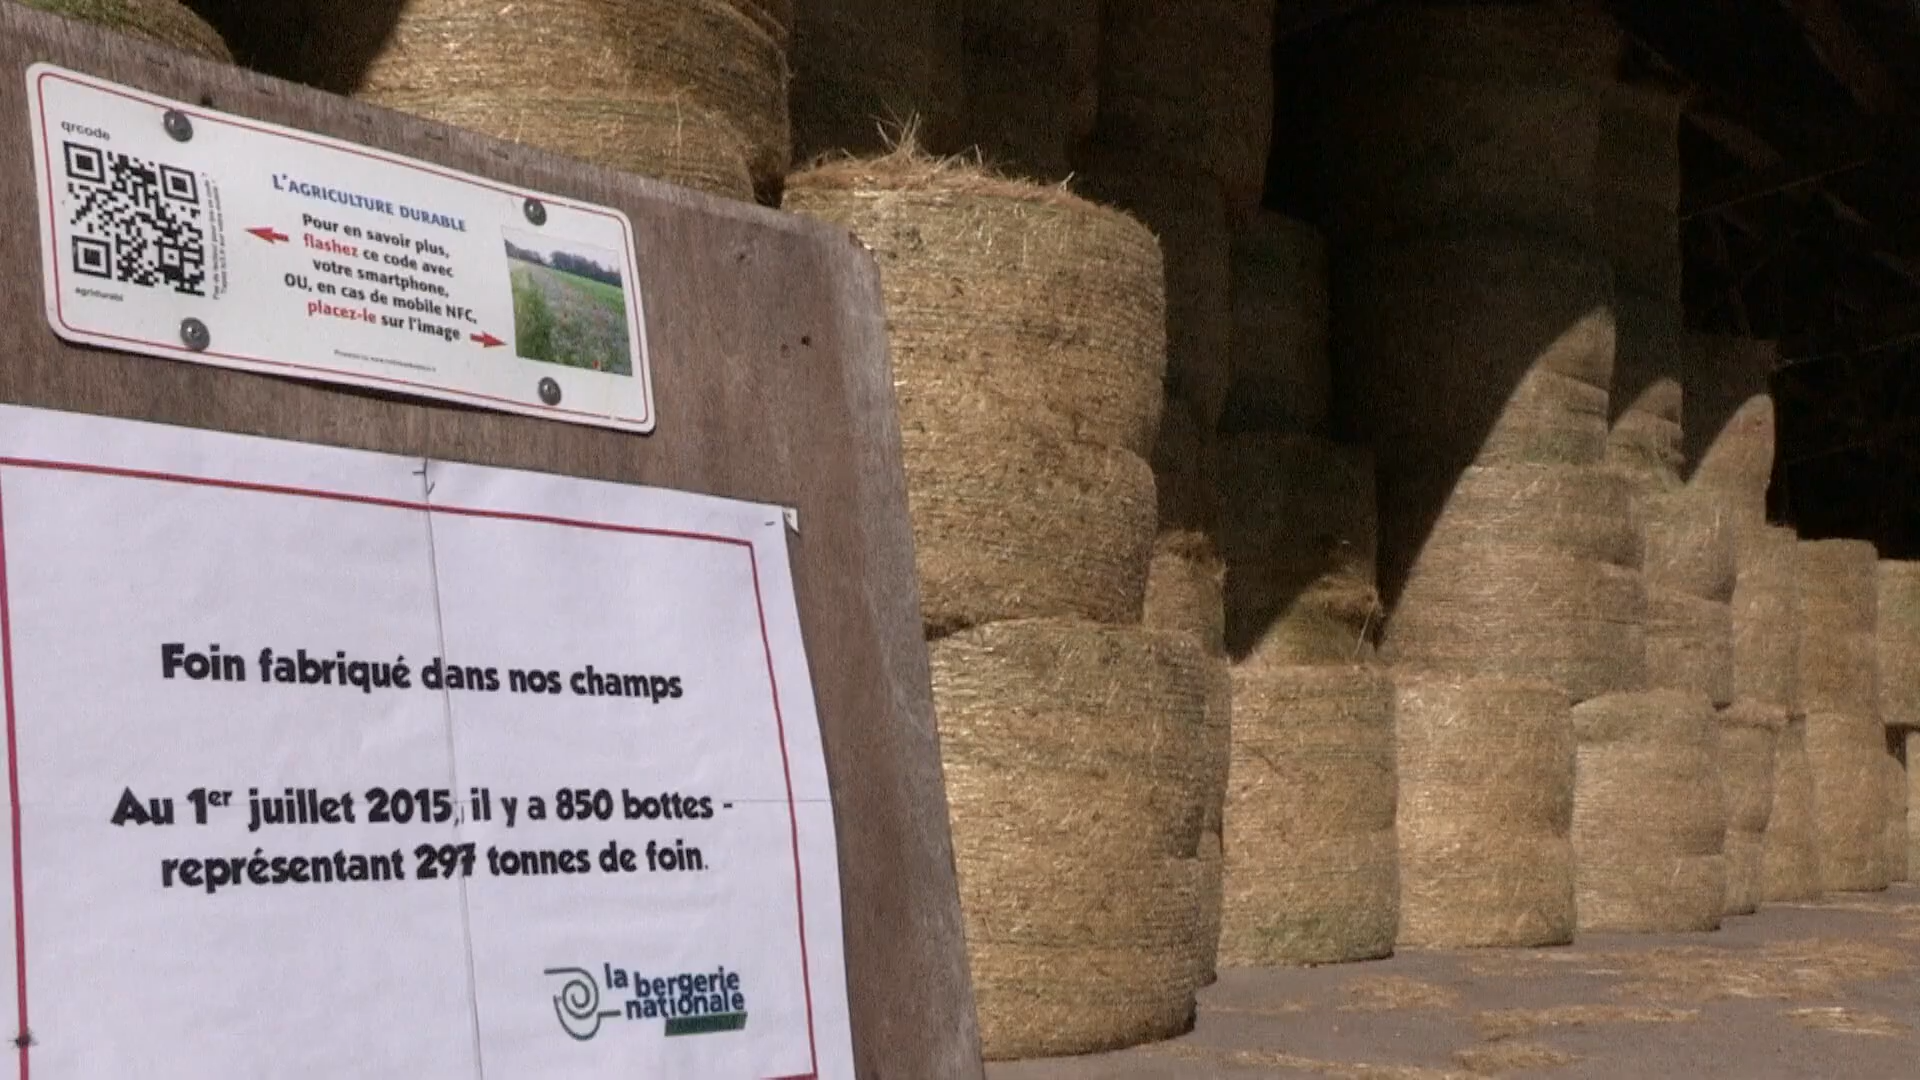 qrcode
L'AGRICULTURE DURABLE
Pour en savoir plus,
flashez ce code avec
votre smartphone,
OU, en cas de mobile NFC,
placez-le sur l'image
Foin fabriqué dans nos champs
Au 1er juillet 2015, il y a 850 bottes -
représentant 297 tonnes de foin.
la bergerie
nationale